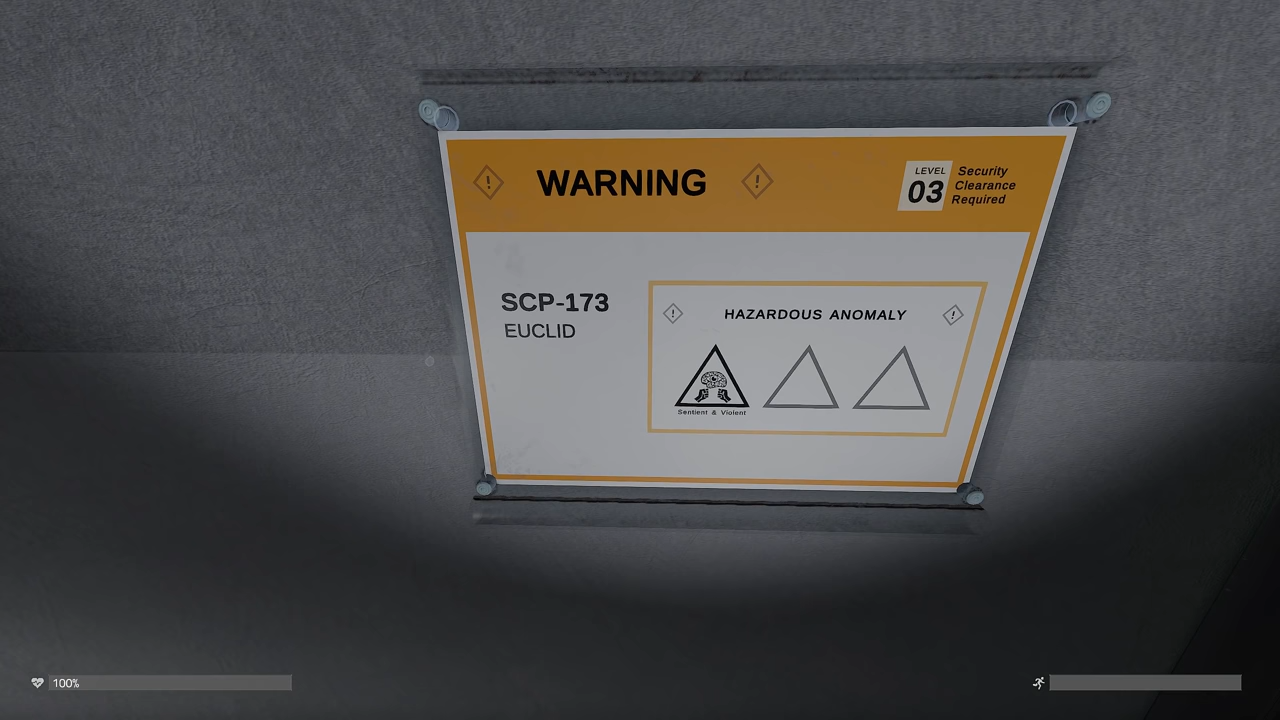 WARNING
LEVEL
03
Security
Clearance
Required
SCP-173
EUCLID
HAZARDOUS ANOMALY
Sentient & Violent
100%